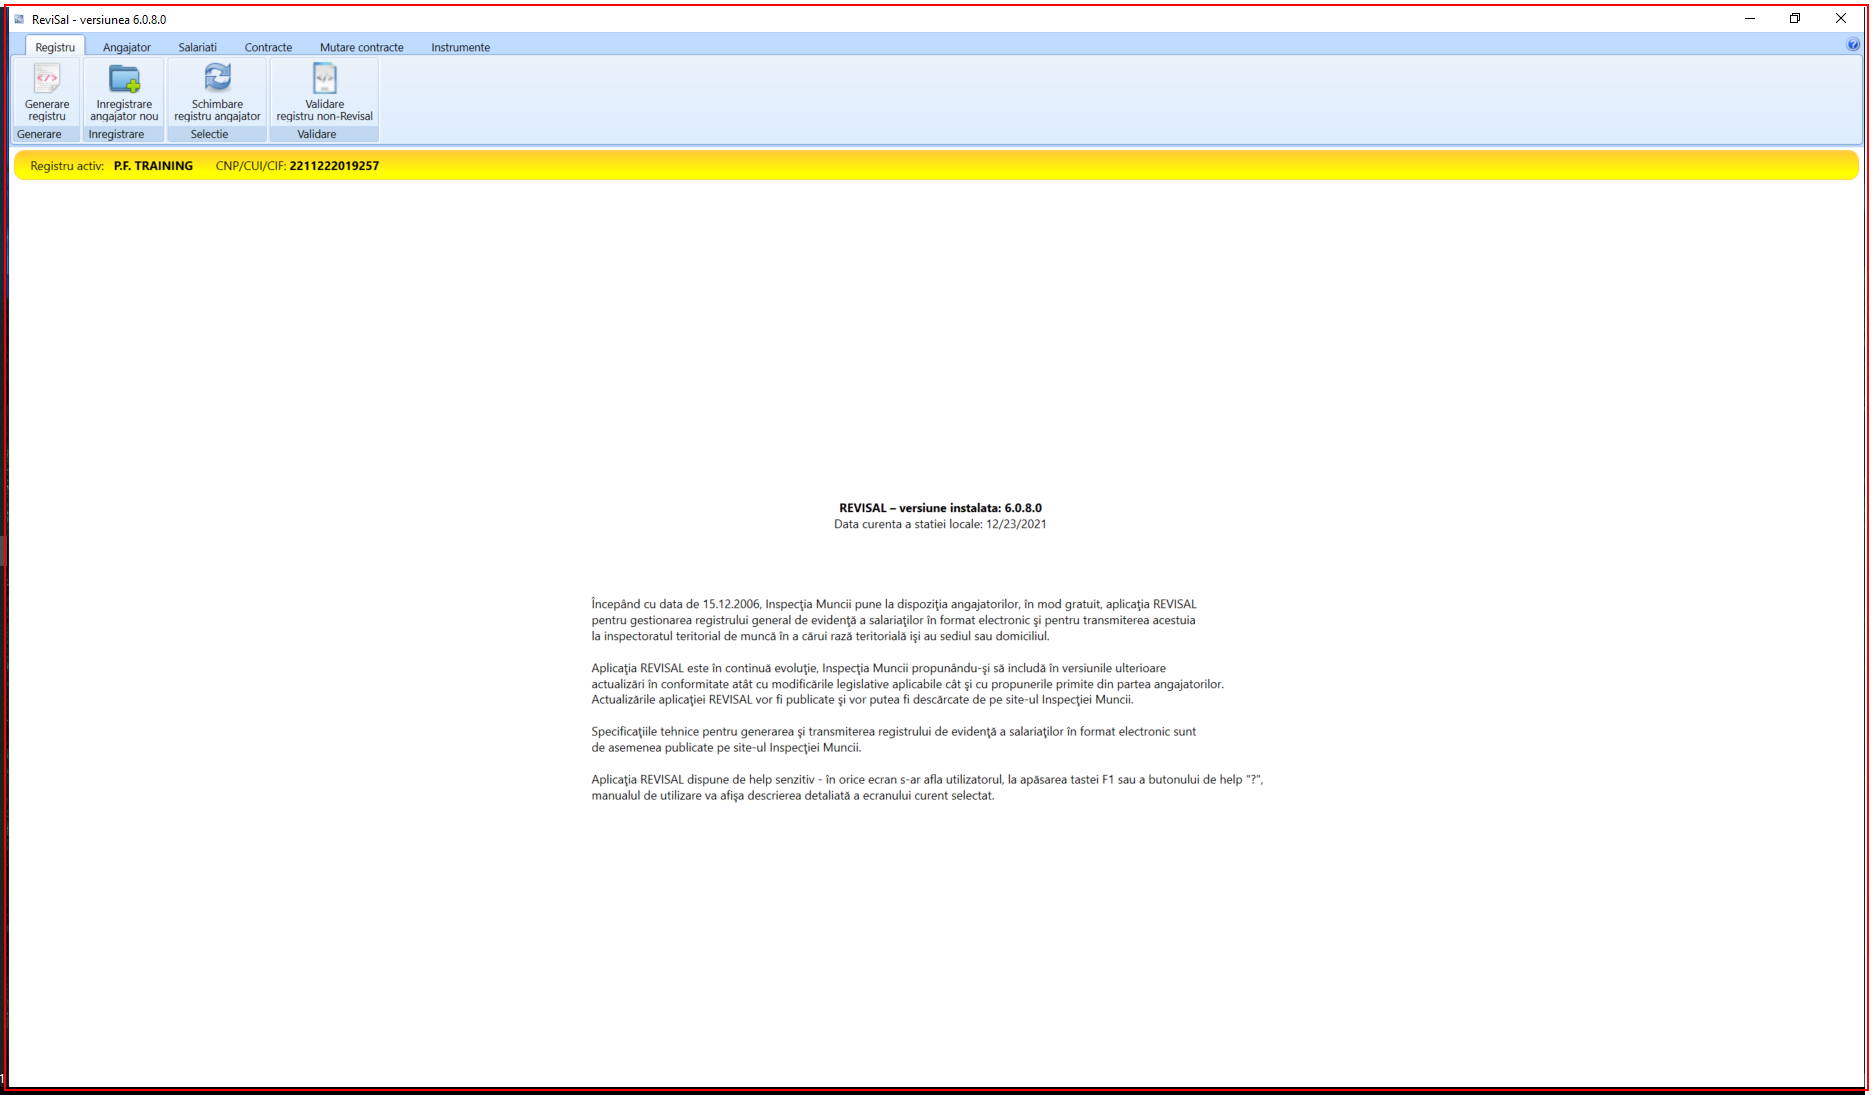 ReviSal - versiunea 6.0.8.0
Registru Angajator Salariati Contracte Mutare contracte Instrumente
Generare registru
Inregistrare angajator nou
Schimbare registru angajator
Validare registru non-Revisal
Generare Inregistrare Selectie Validare
Registru activ: P.F. TRAINING CNP/CUI/CIF: 2211222019257
REVISAL – versiune instalata: 6.0.8.0
Data curenta a statiei locale: 12/23/2021
Începând cu data de 15.12.2006, Inspecţia Muncii pune la dispoziţia angajatorilor, în mod gratuit, aplicaţia REVISAL
pentru gestionarea registrului general de evidenţă a salariaţilor în format electronic şi pentru transmiterea acestuia
la inspectoratul teritorial de muncă în a cărui rază teritorială işi au sediul sau domiciliul.
Aplicaţia REVISAL este în continuă evoluţie, Inspecţia Muncii propunându-şi să includă în versiunile ulterioare
actualizări în conformitate atât cu modificările legislative aplicabile cât şi cu propunerile primite din partea angajatorilor.
Actualizările aplicaţiei REVISAL vor fi publicate şi vor putea fi descărcate de pe site-ul Inspecţiei Muncii.
Specificaţiile tehnice pentru generarea şi transmiterea registrului de evidenţă a salariaţilor în format electronic sunt
de asemenea publicate pe site-ul Inspecţiei Muncii.
Aplicaţia REVISAL dispune de help senzitiv - în orice ecran s-ar afla utilizatorul, la apăsarea tastei F1 sau a butonului de help "?",
manualul de utilizare va afişa descrierea detaliată a ecranului curent selectat.